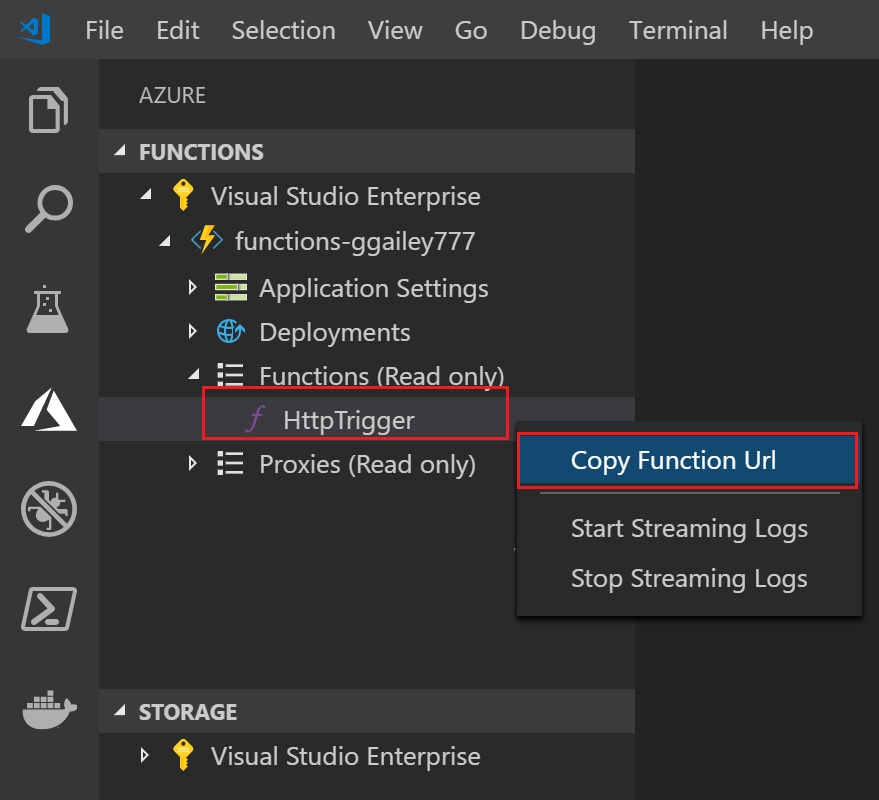 File Edit Selection View Go Debug Terminal Help
AZURE
FUNCTIONS
Visual Studio Enterprise
functions-ggailey777
Application Settings
Deployments
Functions (Read only)
HttpTrigger
Proxies (Read only)
Copy Function Url
Start Streaming Logs
Stop Streaming Logs
STORAGE
Visual Studio Enterprise